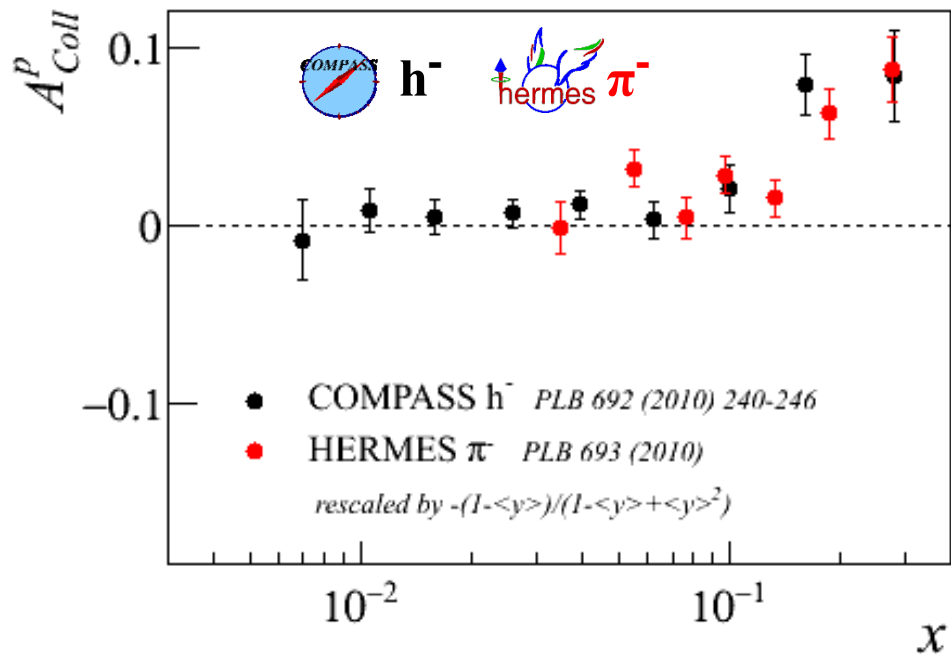 A^p_Coll
0.1
COMPASS h⁻ hermes π⁻
0
−0.1
COMPASS h⁻ PLB 692 (2010) 240-246
HERMES π⁻ PLB 693 (2010)
rescaled by -(1-<y>)/(1-<y>+<y>²)
10⁻² 10⁻¹
x